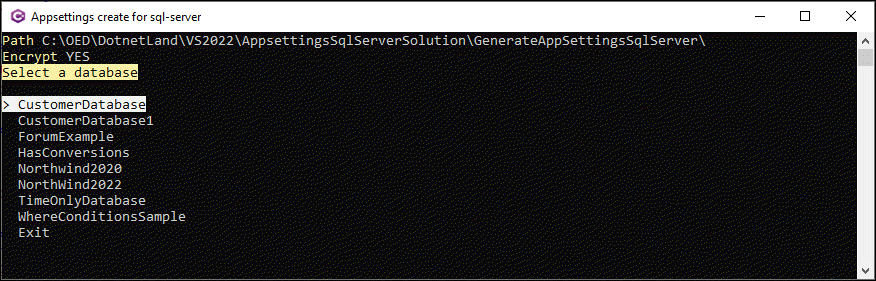 Appsettings create for sql-server
Path C:\OED\DotnetLand\VS2022\AppsettingsSqlServerSolution\GenerateAppSettingsSqlServer\
Encrypt YES
Select a database
> CustomerDatabase
CustomerDatabase1
ForumExample
HasConversions
Northwind2020
NorthWind2022
TimeOnlyDatabase
WhereConditionsSample
Exit